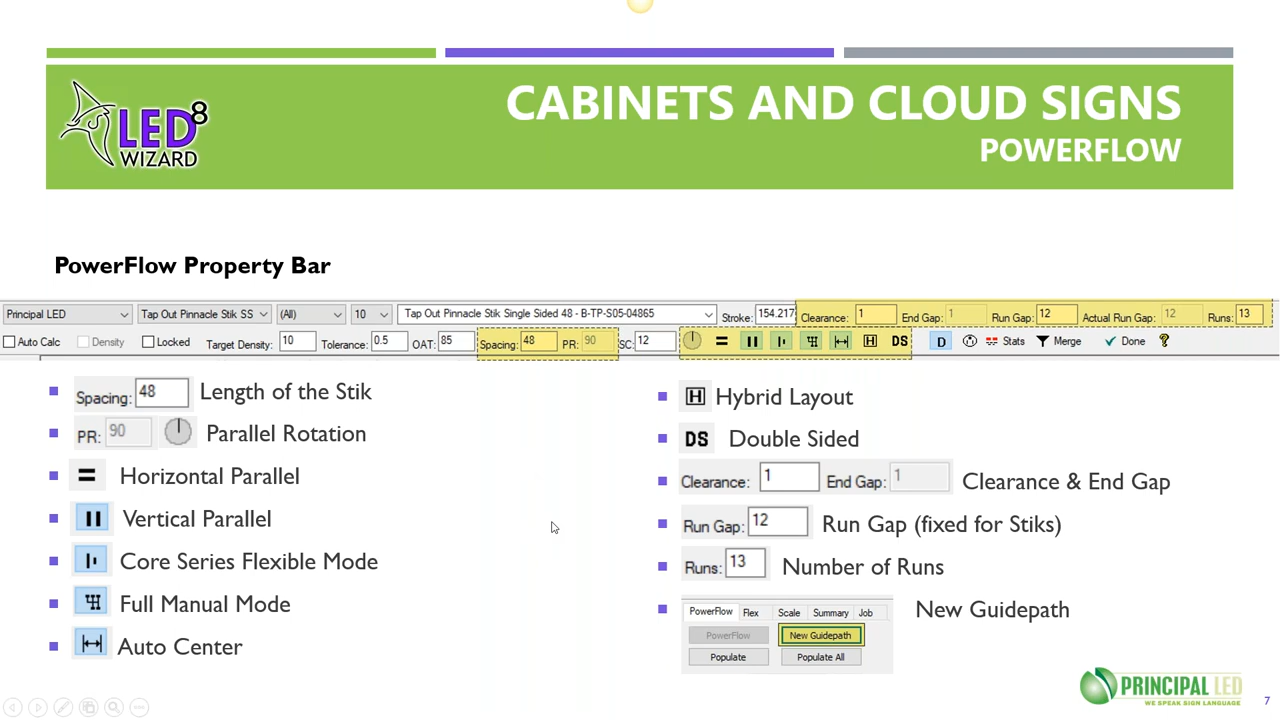 CABINETS AND CLOUD SIGNS
POWERFLOW
LED8
WIZARD
PowerFlow Property Bar
Principal LED Tap Out Pinnacle Stik SS (All) 10 Tap Out Pinnacle Stik Single Sided 48 - B-TP-S05-04865 Stroke: 154.217 Clearance: 1 End Gap: 1 Run Gap: 12 Actual Run Gap: 12 Runs: 13
Auto Calc Density Locked Target Density: 10 Tolerance: 0.5 OAT: 85 Spacing: 48 PR: 90 SC: 12 H DS D Stats Merge Done ?
Spacing: 48 Length of the Stik
PR: 90 Parallel Rotation
Horizontal Parallel
Vertical Parallel
Core Series Flexible Mode
Full Manual Mode
Auto Center
H Hybrid Layout
DS Double Sided
Clearance: 1 End Gap: 1 Clearance & End Gap
Run Gap: 12 Run Gap (fixed for Stiks)
Runs: 13 Number of Runs
PowerFlow Flex Scale Summary Job New Guidepath
PowerFlow New Guidepath
Populate Populate All
PRINCIPAL LED
WE SPEAK SIGN LANGUAGE
7